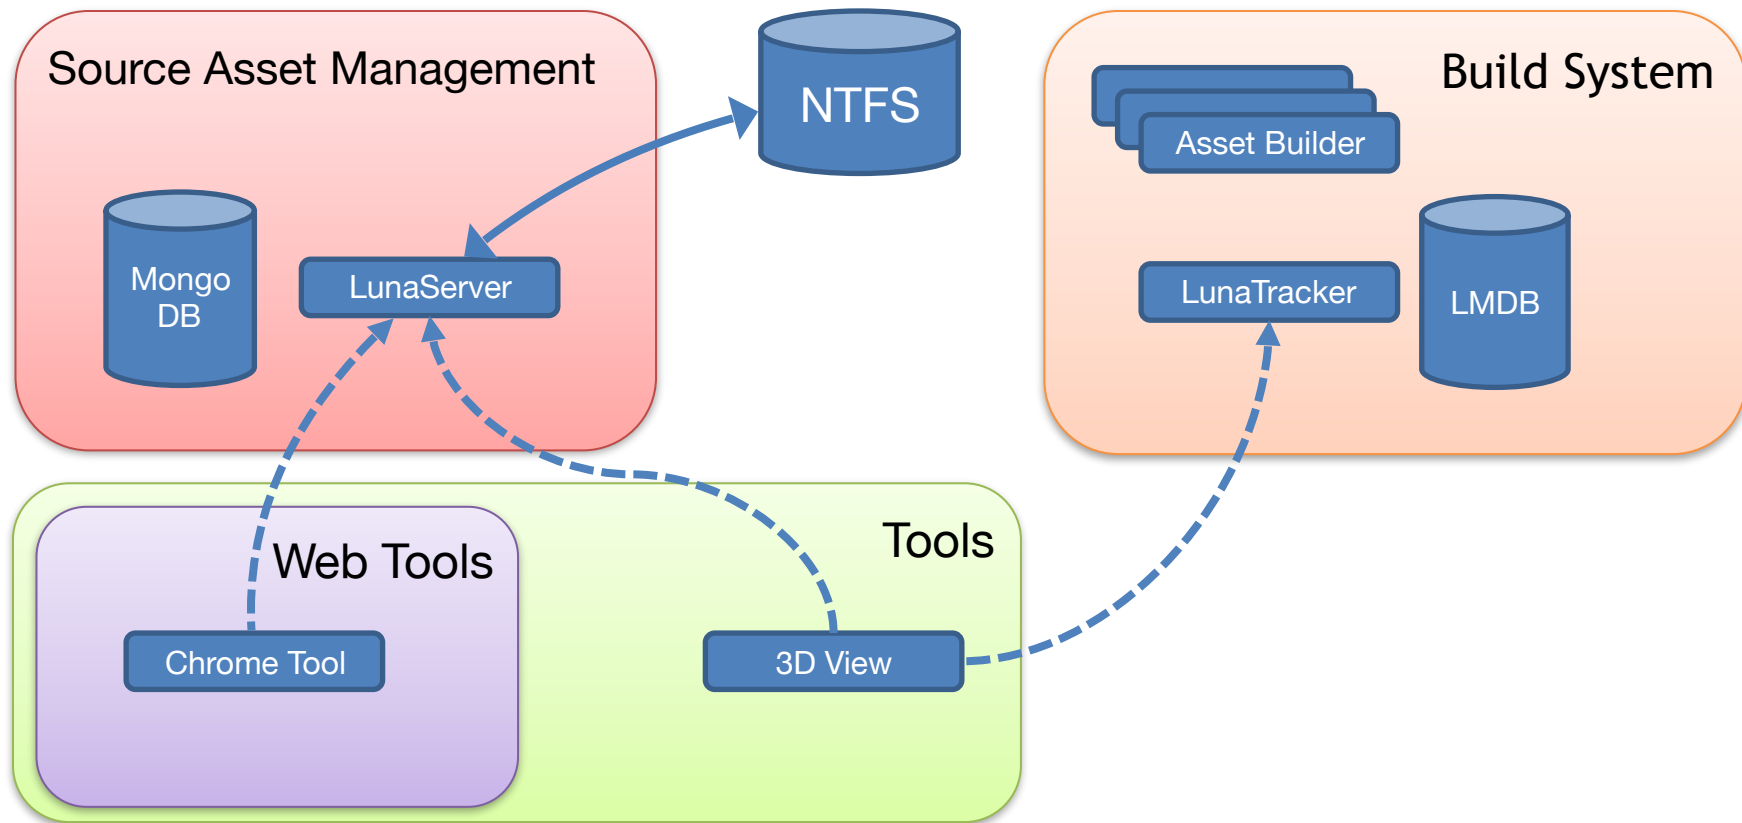 Source Asset Management
NTFS
Build System
Asset Builder
Mongo
DB
LunaServer
LunaTracker
LMDB
Web Tools
Tools
Chrome Tool
3D View